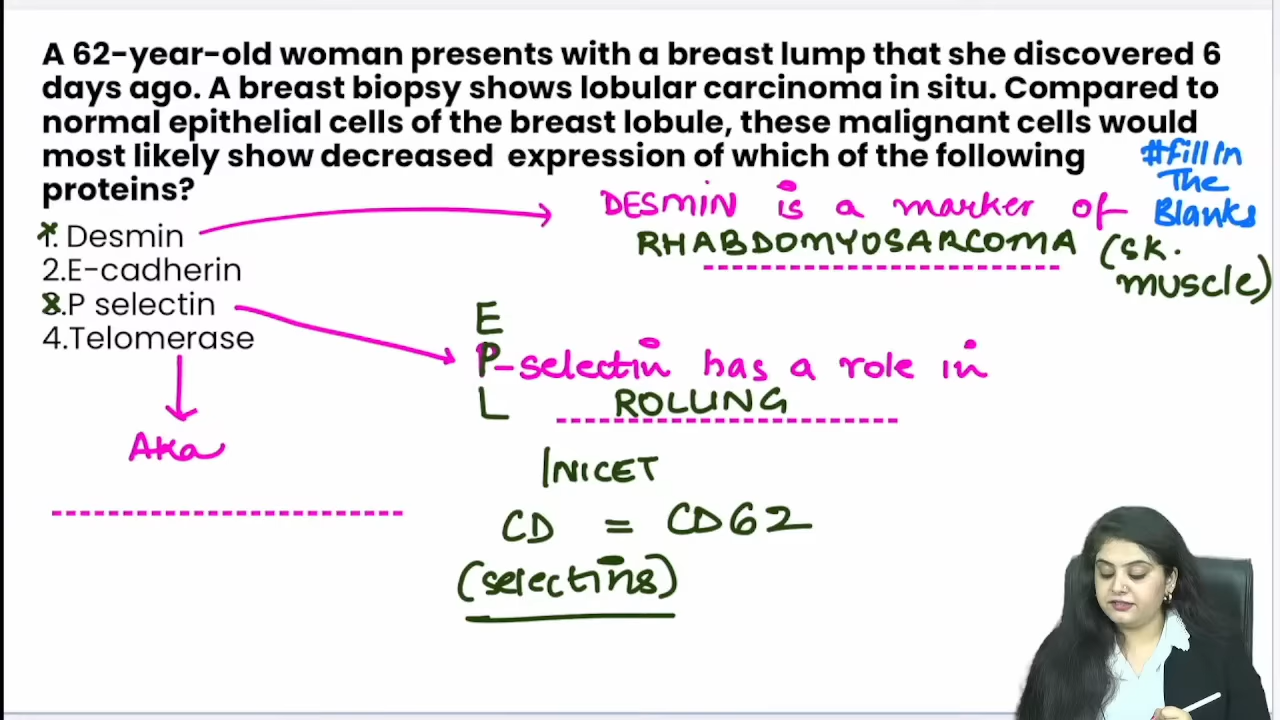 A 62-year-old woman presents with a breast lump that she discovered 6
days ago. A breast biopsy shows lobular carcinoma in situ. Compared to
normal epithelial cells of the breast lobule, these malignant cells would
most likely show decreased expression of which of the following
proteins?
#Fill In
The
Blanks
1. Desmin
2.E-cadherin
3.P selectin
4.Telomerase
DESMIN is a marker of
RHABDOMYOSARCOMA (SK.
muscle)
E
P-selectin has a role in
L
ROLLING
Aka
INICET
CD = CD62
(selectins)